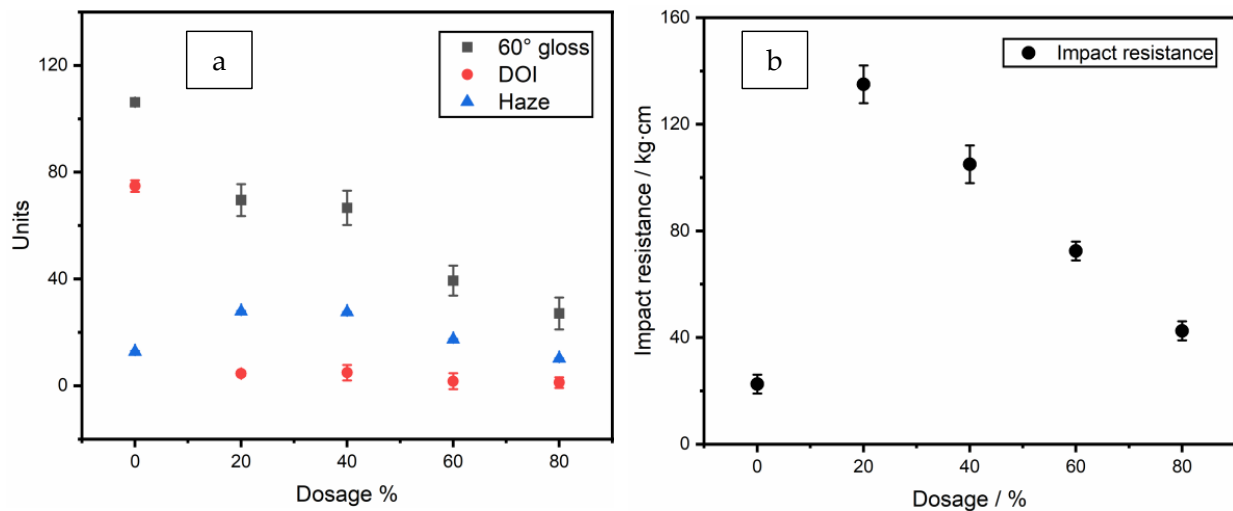 a
60° gloss
DOI
Haze
120
80
40
0
Units
0 20 40 60 80
Dosage %
b
Impact resistance
160
120
80
40
0
Impact resistance / kg·cm
0 20 40 60 80
Dosage / %